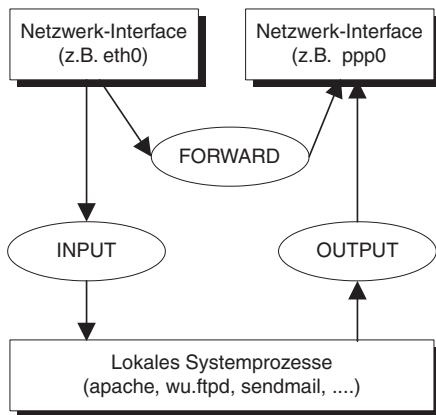 Netzwerk-Interface
(z.B. eth0)
Netzwerk-Interface
(z.B. ppp0
FORWARD
INPUT
OUTPUT
Lokales Systemprozesse
(apache, wu.ftpd, sendmail, ....)